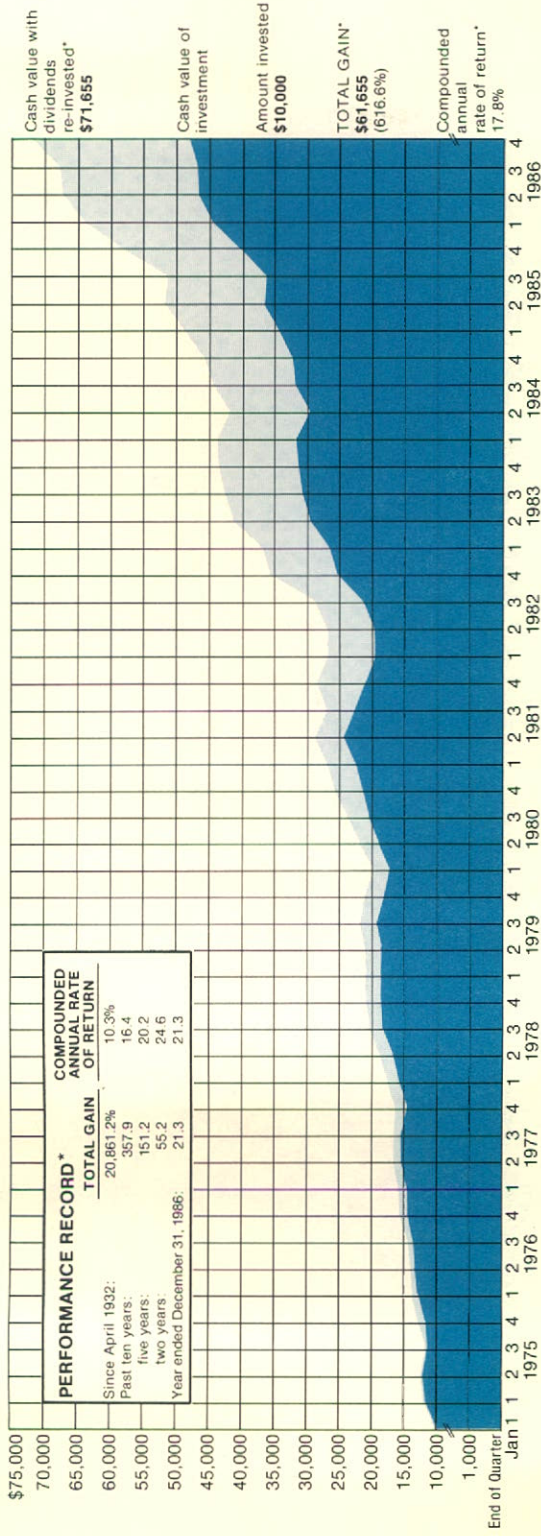 $75,000
70,000
65,000
60,000
55,000
50,000
45,000
40,000
35,000
30,000
25,000
20,000
15,000
10,000
1,000
End of Quarter
PERFORMANCE RECORD*
TOTAL GAIN COMPOUNDED ANNUAL RATE OF RETURN
Since April 1932: 20,861.2% 10.3%
Past ten years: 357.9 16.4
five years: 151.2 20.2
two years: 55.2 24.6
Year ended December 31, 1986: 21.3 21.3
Jan 1 1 2 3 4 1 2 3 4 1 2 3 4 1 2 3 4 1 2 3 4 1 2 3 4 1 2 3 4 1 2 3 4 1 2 3 4 1 2 3 4 1 2 3 4 1 2 3 4
1975 1976 1977 1978 1979 1980 1981 1982 1983 1984 1985 1986
Cash value with
dividends
re-invested*
$71,655
Cash value of
investment
Amount invested
$10,000
TOTAL GAIN*
$61,655
(616.6%)
Compounded
annual
rate of return*
17.8%